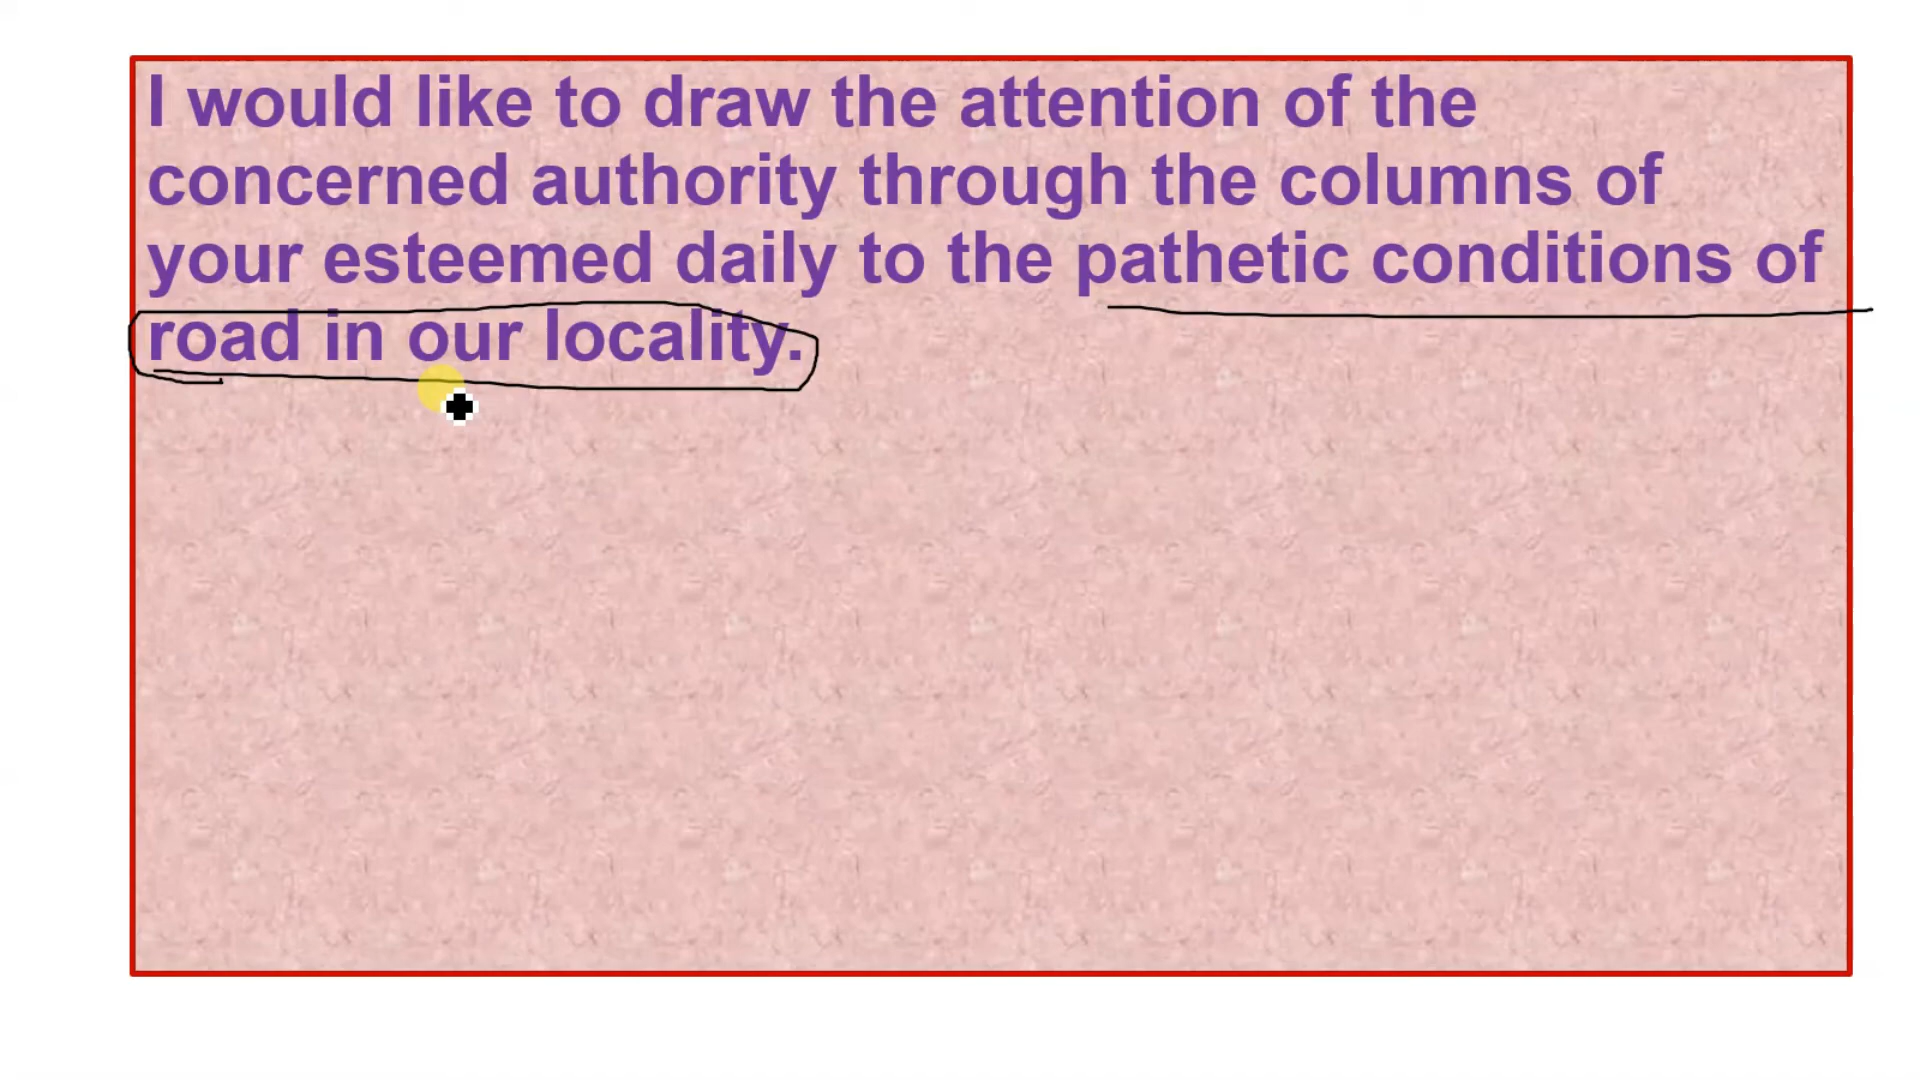 I would like to draw the attention of the
concerned authority through the columns of
your esteemed daily to the pathetic conditions of
road in our locality.